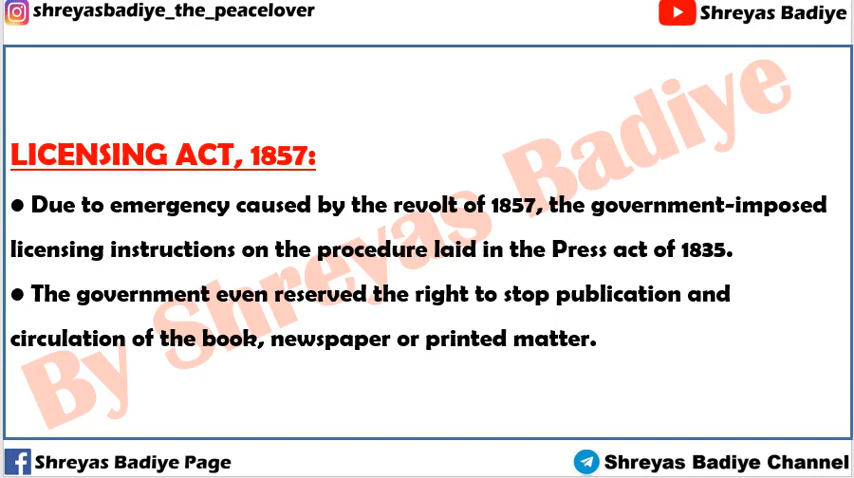 shreyasbadiye_the_peacelover
Shreyas Badiye
LICENSING ACT, 1857:
● Due to emergency caused by the revolt of 1857, the government-imposed
licensing instructions on the procedure laid in the Press act of 1835.
● The government even reserved the right to stop publication and
circulation of the book, newspaper or printed matter.
By Shreyas Badiye
Shreyas Badiye Page
Shreyas Badiye Channel